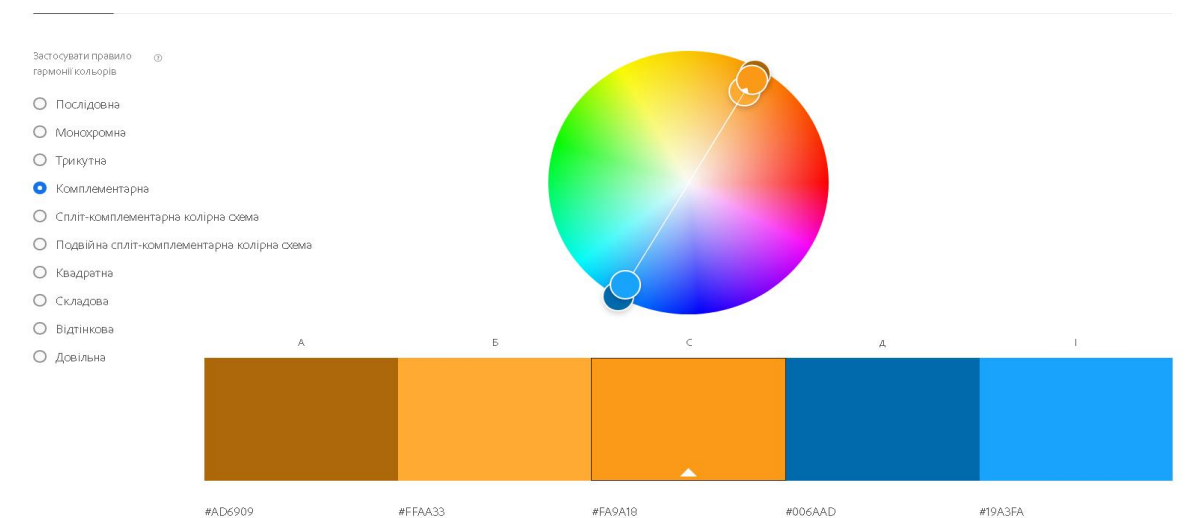 Застосувати правило
гармонії кольорів
Послідовна
Монохромна
Трикутна
Комплементарна
Спліт-комплементарна колірна схема
Подвійна спліт-комплементарна колірна схема
Квадратна
Складова
Відтінкова
Довільна
А Б С Д І
#AD6909 #FFAA33 #FA9A18 #006AAD #19A3FA